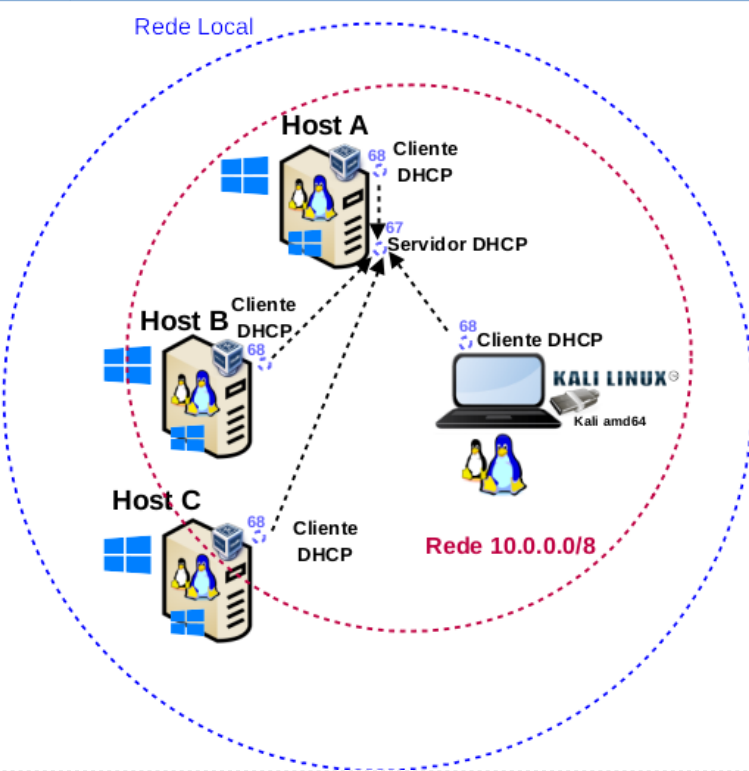 Rede Local
Host A
68
Cliente
DHCP
67
Servidor DHCP
Cliente
DHCP
Host B
68
68
Cliente DHCP
KALI LINUX
Kali amd64
Host C
68
Cliente
DHCP
Rede 10.0.0.0/8